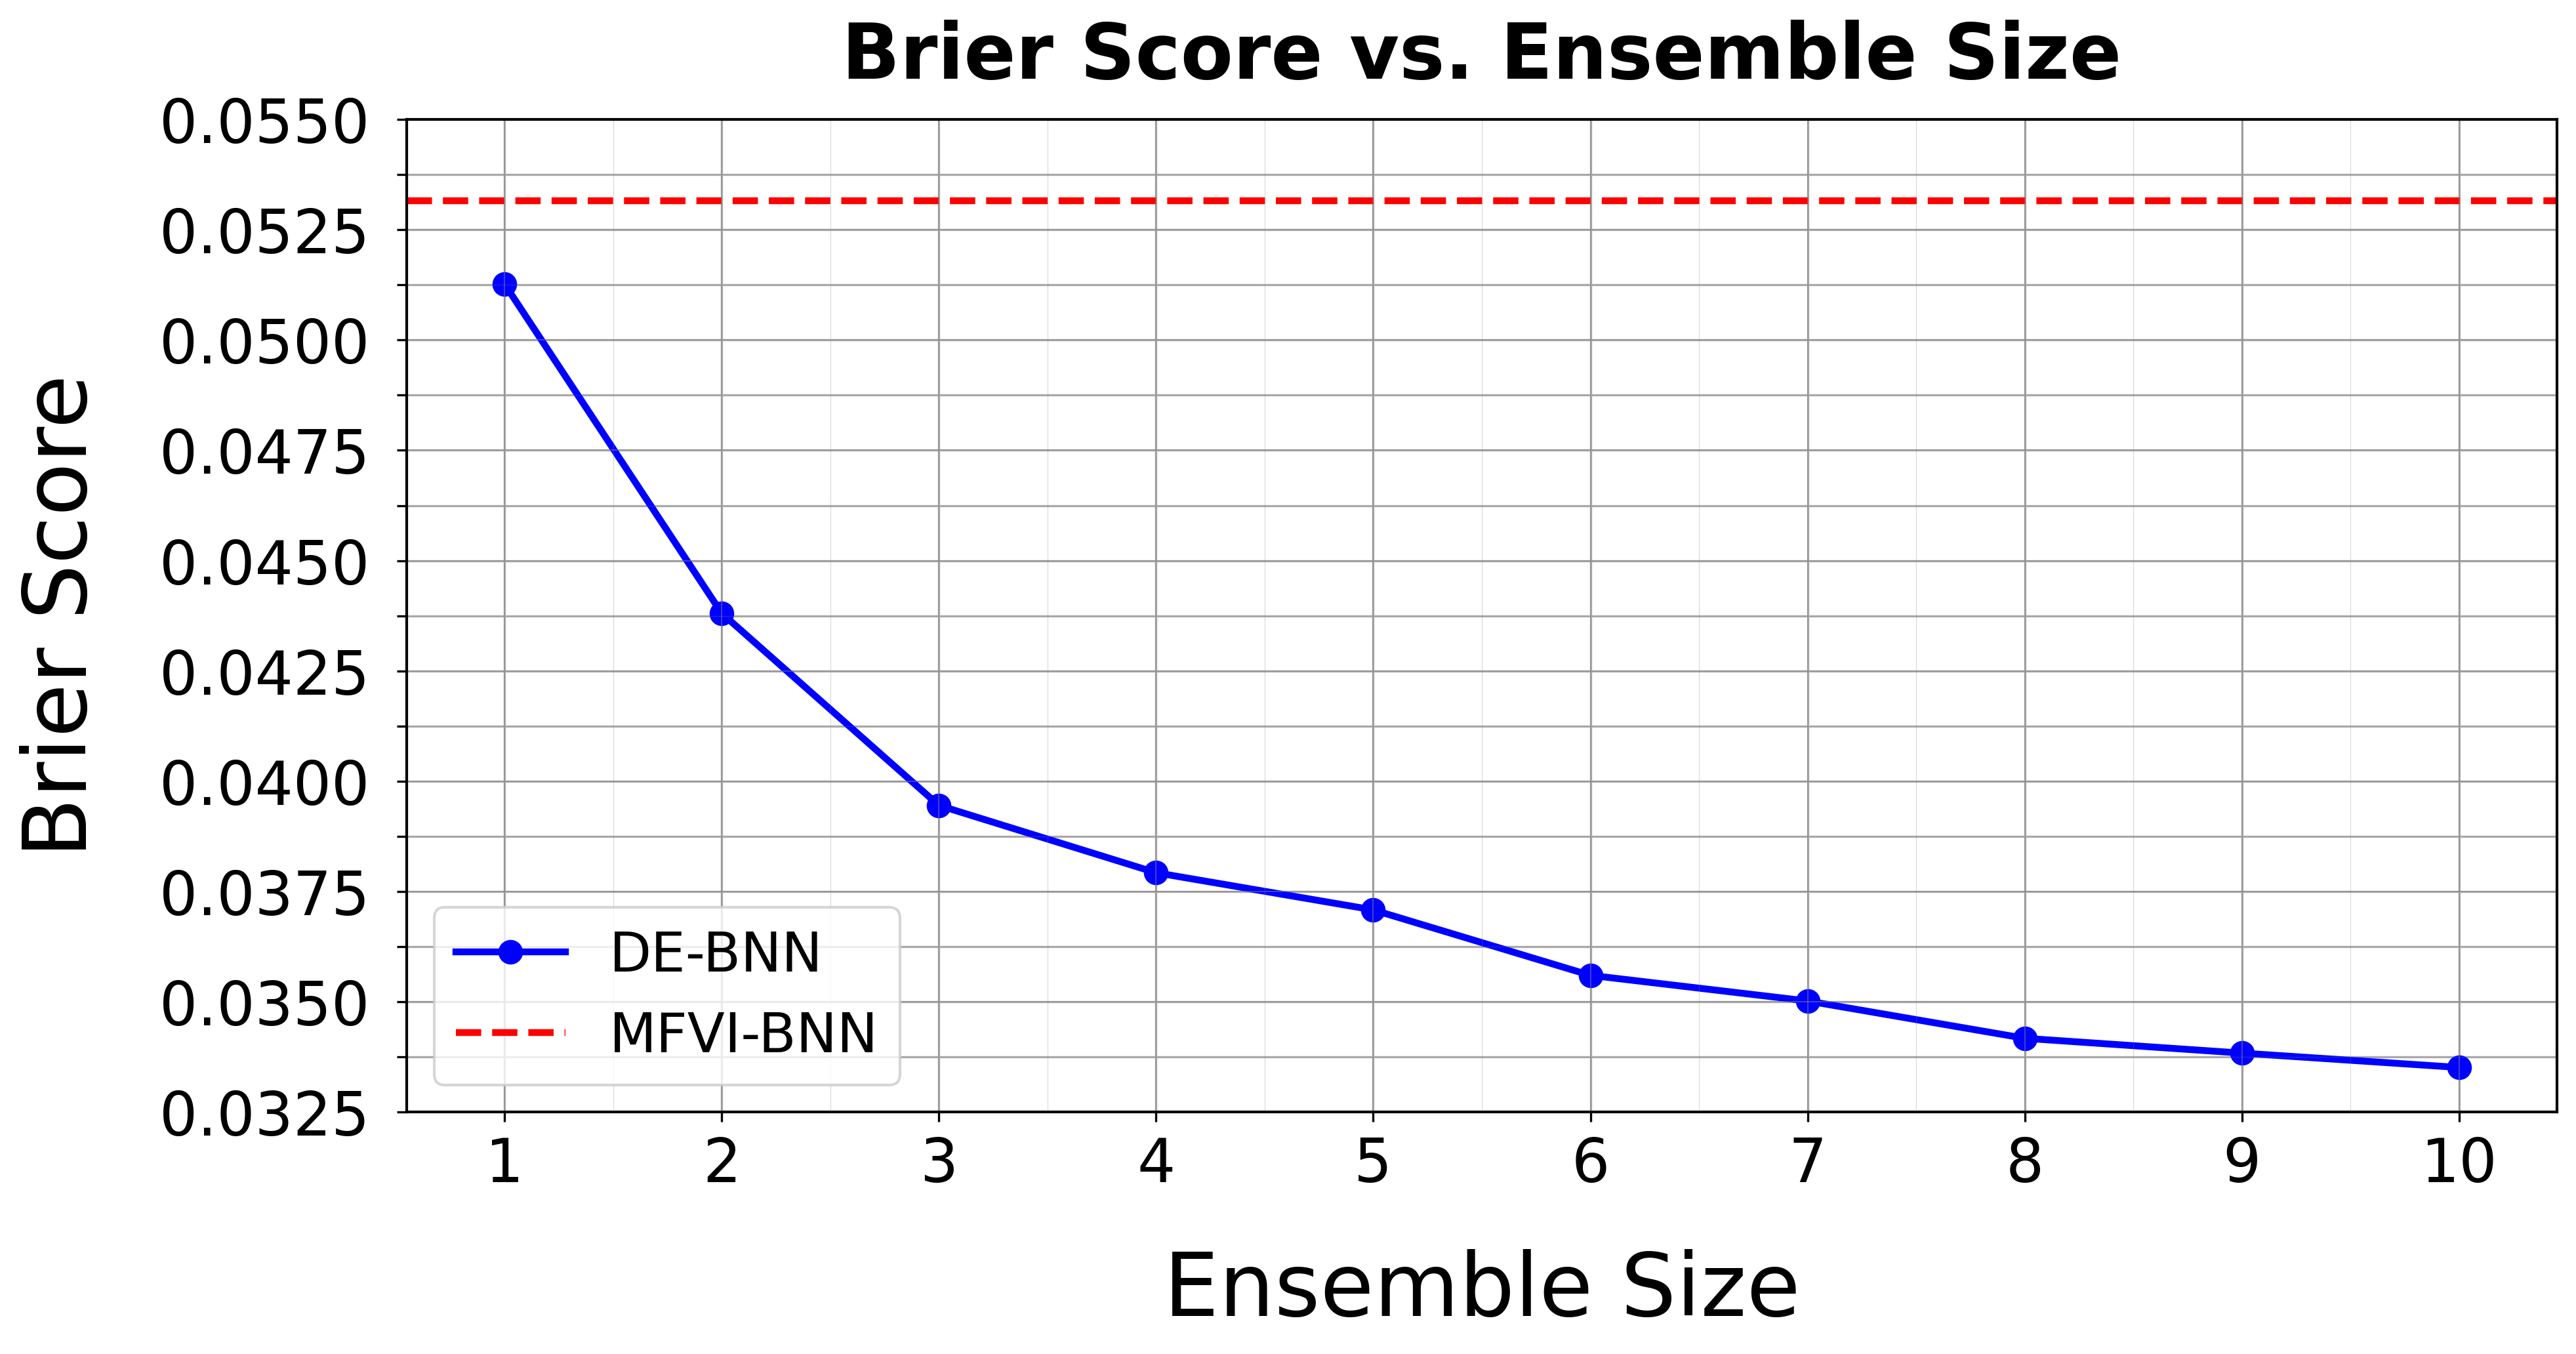 Brier Score vs. Ensemble Size
Brier Score
0.0550
0.0525
0.0500
0.0475
0.0450
0.0425
0.0400
0.0375
0.0350
0.0325
DE-BNN
MFVI-BNN
1 2 3 4 5 6 7 8 9 10
Ensemble Size